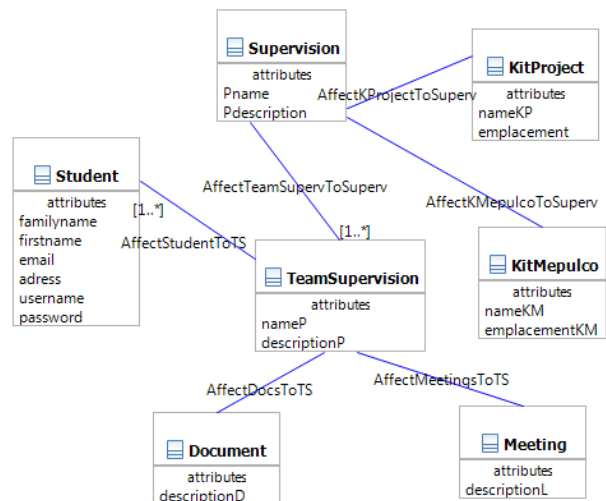 Supervision
attributes
Pname
Pdescription
KitProject
attributes
nameKP
emplacement
AffectKProjectToSuperv
Student
attributes
familyname
firstname
email
adress
username
password
[1..*]
AffectStudentToTS
AffectTeamSupervToSuperv
[1..*]
AffectKMepulcoToSuperv
TeamSupervision
attributes
nameP
descriptionP
KitMepulco
attributes
nameKM
emplacementKM
AffectDocsToTS
AffectMeetingsToTS
Document
attributes
descriptionD
Meeting
attributes
descriptionL